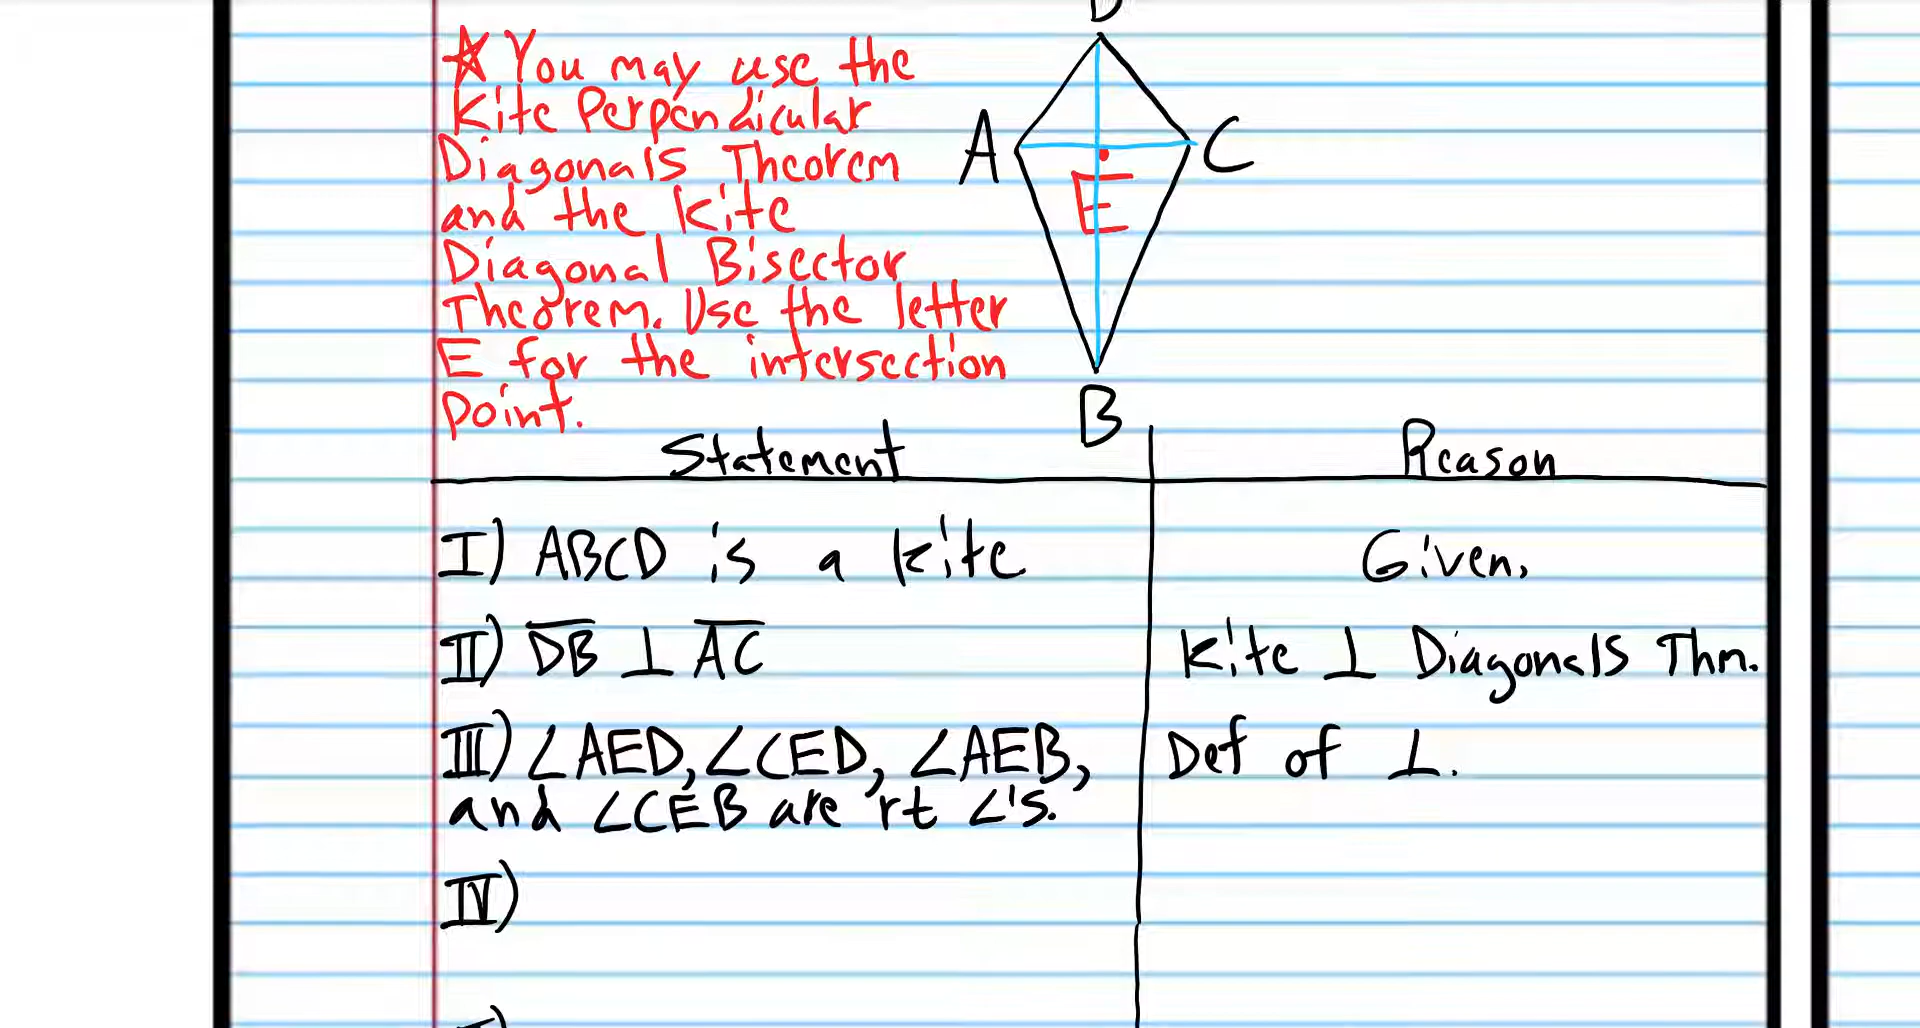 D
☆ You may use the
Kite Perpendicular
Diagonals Theorem
and the Kite
Diagonal Bisector
Theorem. Use the letter
E for the intersection
point.
A
C
E
B
Statement
Reason
I) ABCD is a kite
Given.
II) D̅B̅ ⊥ A̅C̅
Kite ⊥ Diagonals Thm.
III) ∠AED, ∠CED, ∠AEB,
and ∠CEB are rt ∠'s.
Def of ⊥.
IV)